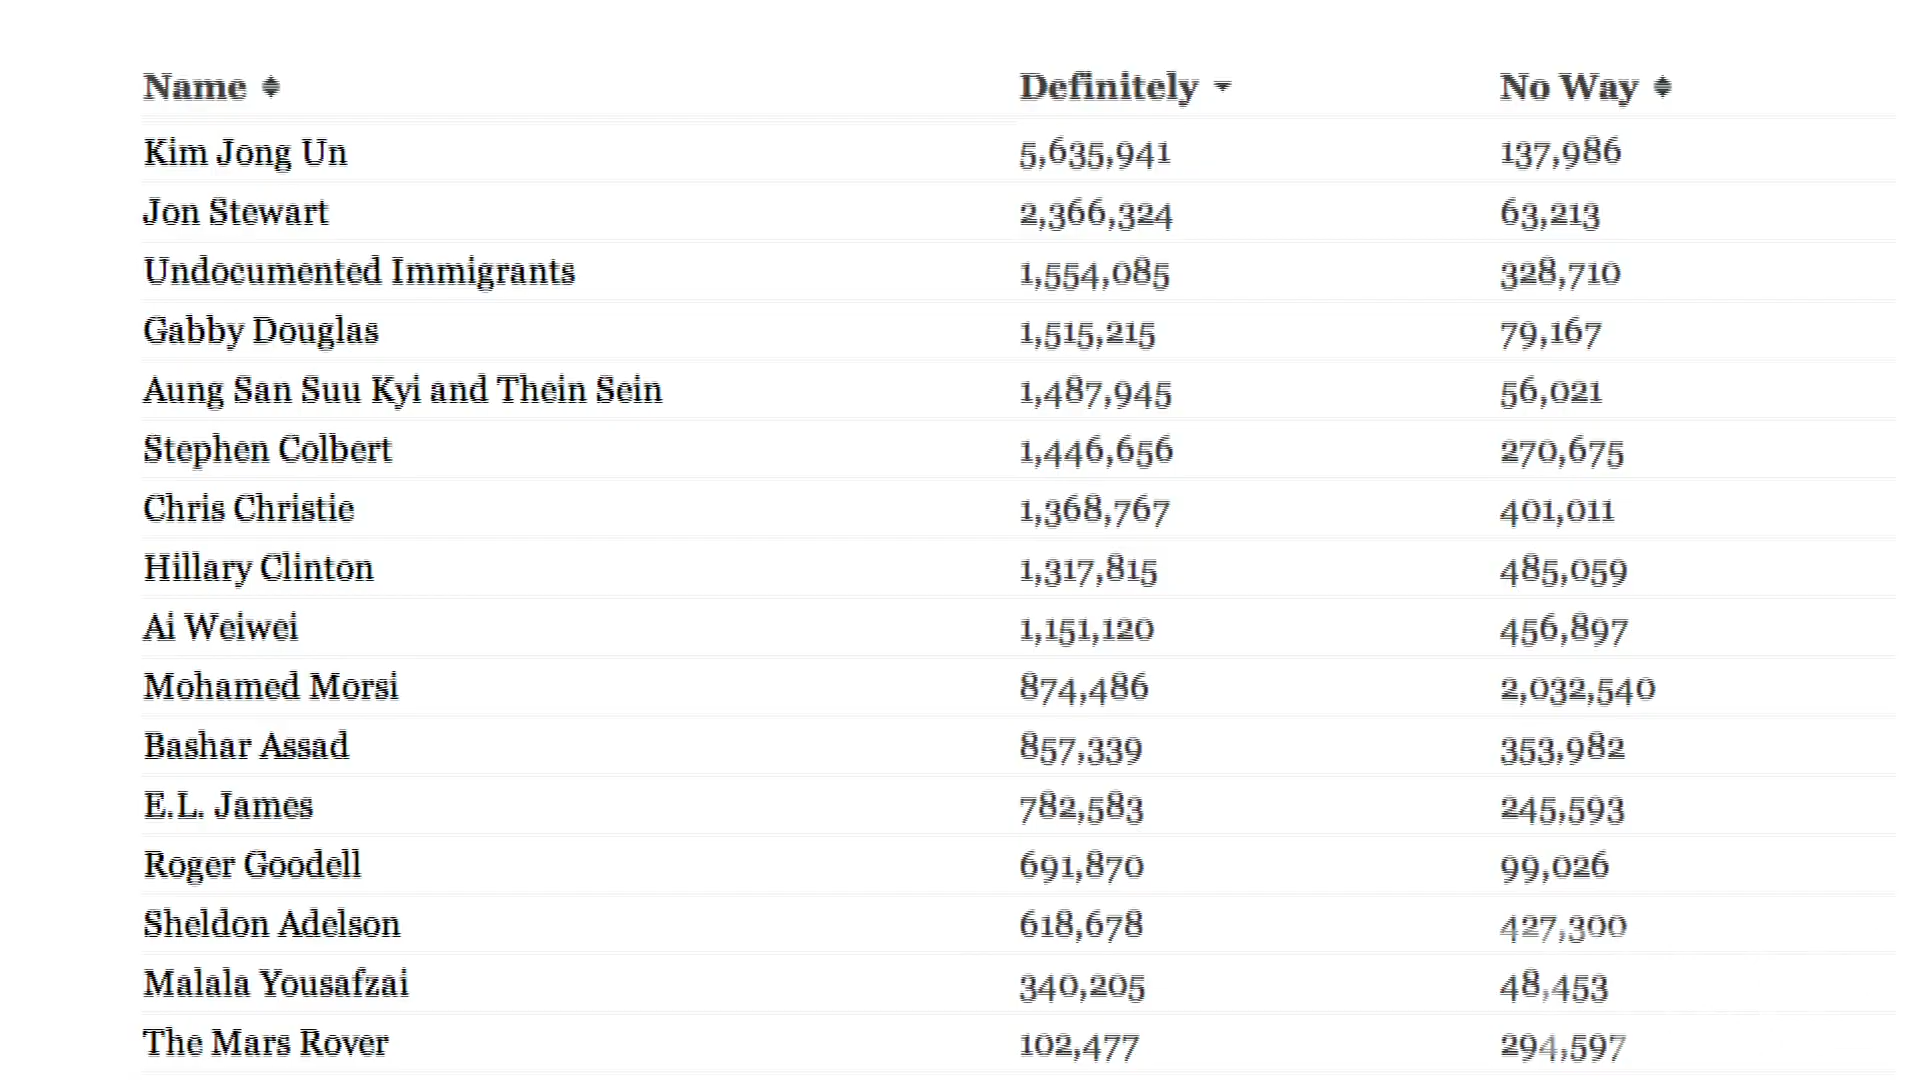 Name Definitely No Way
Kim Jong Un 5,635,941 137,986
Jon Stewart 2,366,324 63,213
Undocumented Immigrants 1,554,085 328,710
Gabby Douglas 1,515,215 79,167
Aung San Suu Kyi and Thein Sein 1,487,945 56,021
Stephen Colbert 1,446,656 270,675
Chris Christie 1,368,767 401,011
Hillary Clinton 1,317,815 485,059
Ai Weiwei 1,151,120 456,897
Mohamed Morsi 874,486 2,032,540
Bashar Assad 857,339 353,982
E.L. James 782,583 245,593
Roger Goodell 691,870 99,026
Sheldon Adelson 618,678 427,300
Malala Yousafzai 340,205 48,453
The Mars Rover 102,477 294,597